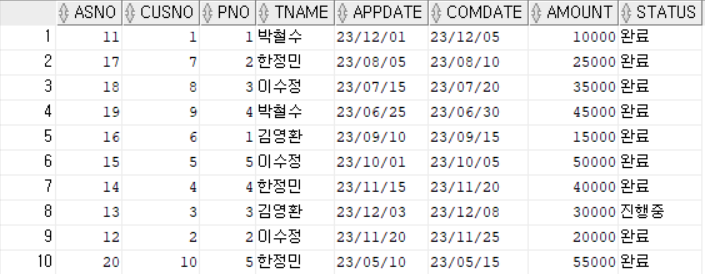 ASNO CUSNO PNO TNAME APPDATE COMDATE AMOUNT STATUS
1 11 1 1 박철수 23/12/01 23/12/05 10000 완료
2 17 7 2 한정민 23/08/05 23/08/10 25000 완료
3 18 8 3 이수정 23/07/15 23/07/20 35000 완료
4 19 9 4 박철수 23/06/25 23/06/30 45000 완료
5 16 6 1 김영환 23/09/10 23/09/15 15000 완료
6 15 5 5 이수정 23/10/01 23/10/05 50000 완료
7 14 4 4 한정민 23/11/15 23/11/20 40000 완료
8 13 3 3 김영환 23/12/03 23/12/08 30000 진행중
9 12 2 2 이수정 23/11/20 23/11/25 20000 완료
10 20 10 5 한정민 23/05/10 23/05/15 55000 완료